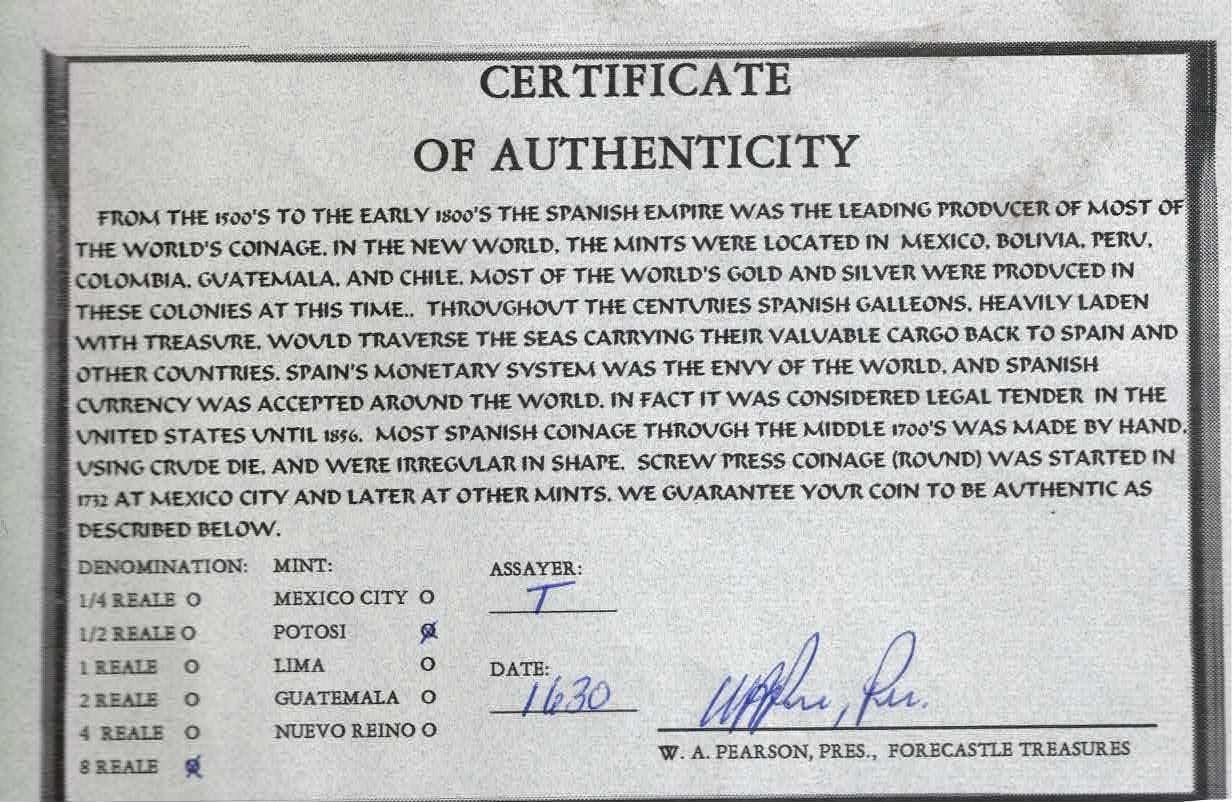 CERTIFICATE
OF AUTHENTICITY
FROM THE 1500'S TO THE EARLY 1800'S THE SPANISH EMPIRE WAS THE LEADING PRODUCER OF MOST OF
THE WORLD'S COINAGE. IN THE NEW WORLD, THE MINTS WERE LOCATED IN MEXICO, BOLIVIA, PERU,
COLOMBIA, GUATEMALA, AND CHILE. MOST OF THE WORLD'S GOLD AND SILVER WERE PRODUCED IN
THESE COLONIES AT THIS TIME.. THROUGHOUT THE CENTURIES SPANISH GALLEONS, HEAVILY LADEN
WITH TREASURE, WOULD TRAVERSE THE SEAS CARRYING THEIR VALUABLE CARGO BACK TO SPAIN AND
OTHER COUNTRIES. SPAIN'S MONETARY SYSTEM WAS THE ENVY OF THE WORLD, AND SPANISH
CURRENCY WAS ACCEPTED AROUND THE WORLD. IN FACT IT WAS CONSIDERED LEGAL TENDER IN THE
UNITED STATES UNTIL 1856. MOST SPANISH COINAGE THROUGH THE MIDDLE 1700'S WAS MADE BY HAND,
USING CRUDE DIE, AND WERE IRREGULAR IN SHAPE. SCREW PRESS COINAGE (ROUND) WAS STARTED IN
1732 AT MEXICO CITY AND LATER AT OTHER MINTS. WE GUARANTEE YOUR COIN TO BE AUTHENTIC AS
DESCRIBED BELOW.
DENOMINATION: MINT: ASSAYER:
1/4 REALE O MEXICO CITY O T
1/2 REALE O POTOSI O
1 REALE O LIMA O DATE:
2 REALE O GUATEMALA O 1630
4 REALE O NUEVO REINO O
8 REALE O W. A. PEARSON, PRES., FORECASTLE TREASURES